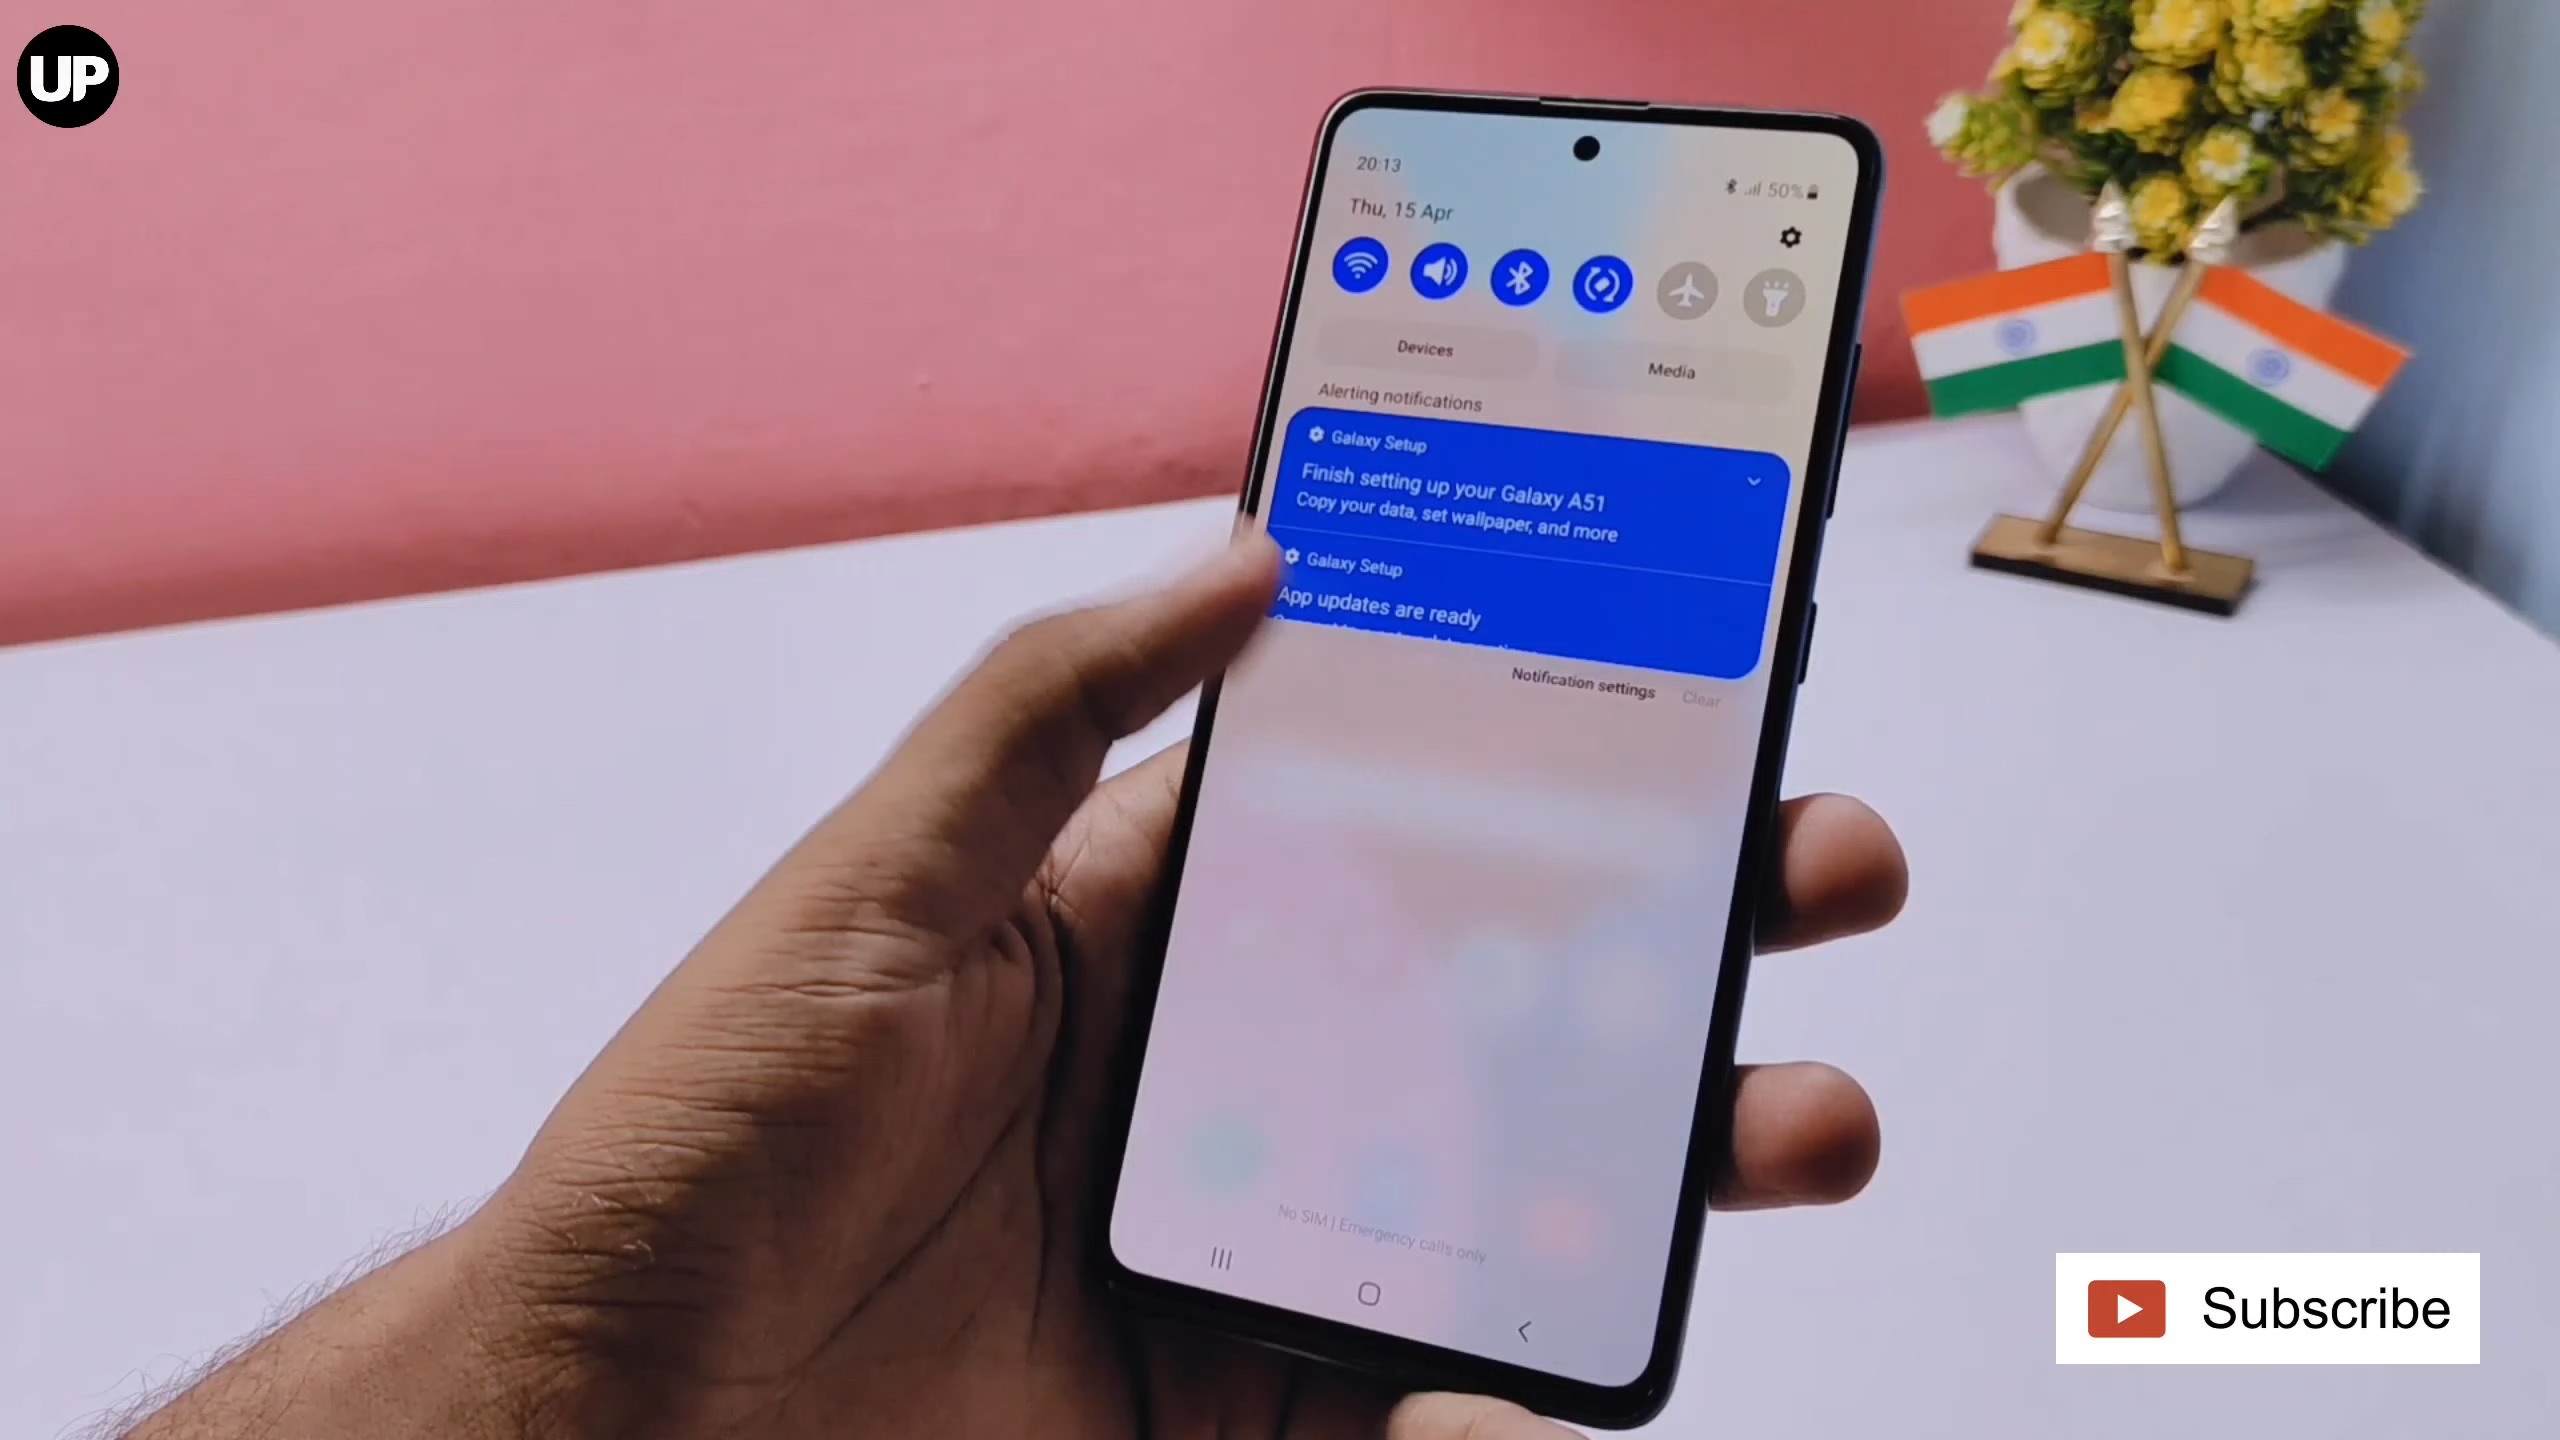 UP
20:13
50%
Thu, 15 Apr
Devices
Media
Alerting notifications
Galaxy Setup
Finish setting up your Galaxy A51
Copy your data, set wallpaper, and more
Galaxy Setup
App updates are ready
Notification settings
Clear
No SIM | Emergency calls only
Subscribe